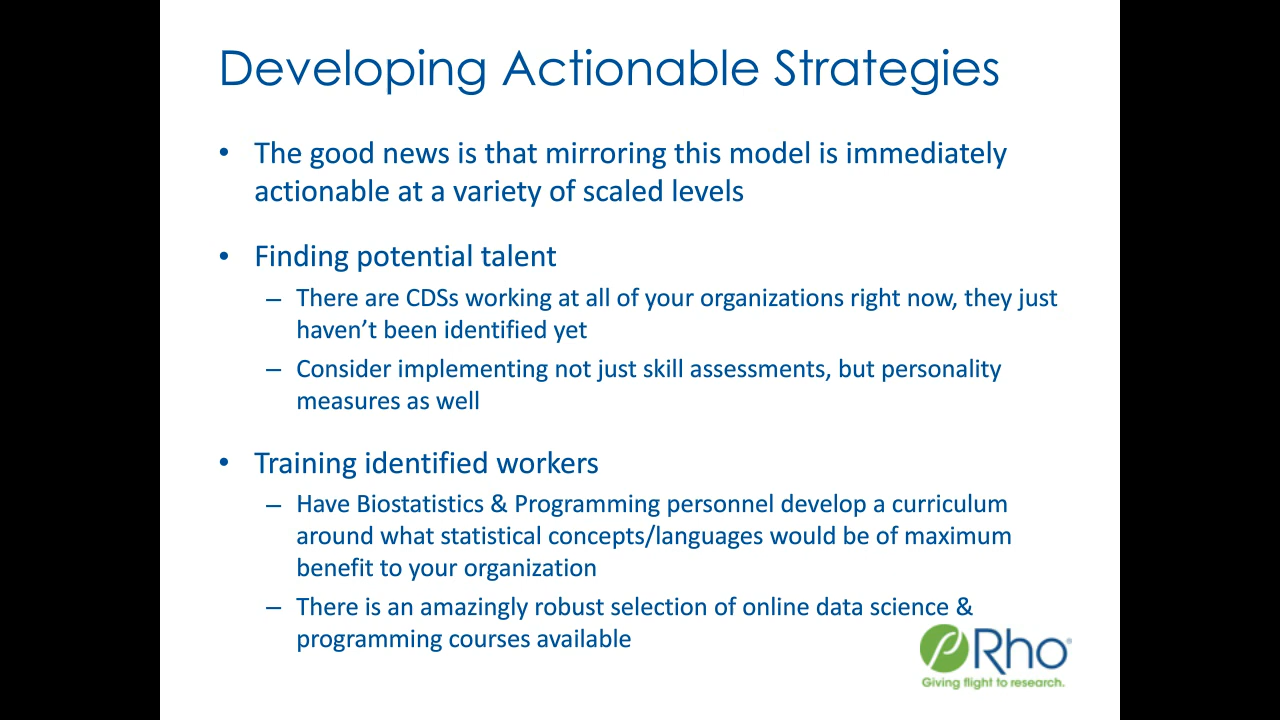 Developing Actionable Strategies
• The good news is that mirroring this model is immediately
actionable at a variety of scaled levels
• Finding potential talent
– There are CDSs working at all of your organizations right now, they just
haven’t been identified yet
– Consider implementing not just skill assessments, but personality
measures as well
• Training identified workers
– Have Biostatistics & Programming personnel develop a curriculum
around what statistical concepts/languages would be of maximum
benefit to your organization
– There is an amazingly robust selection of online data science &
programming courses available
Rho®
Giving flight to research.